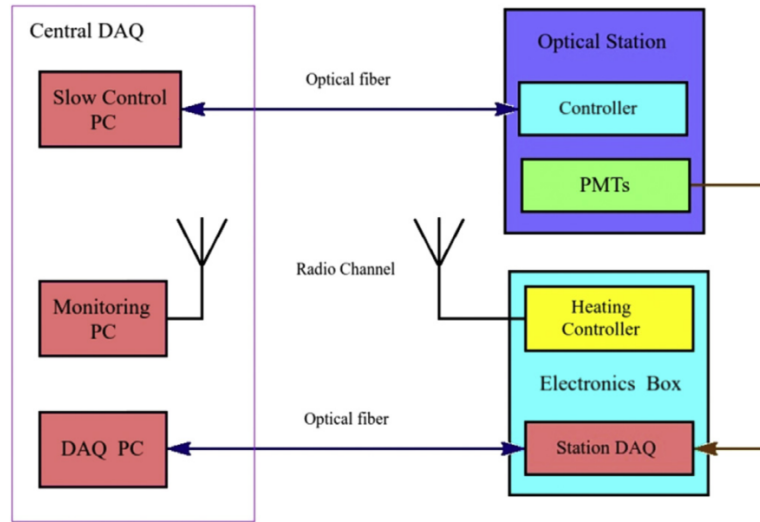 Central DAQ
Slow Control
PC
Optical fiber
Optical Station
Controller
PMTs
Radio Channel
Monitoring
PC
Heating
Controller
Electronics Box
Optical fiber
DAQ PC
Station DAQ